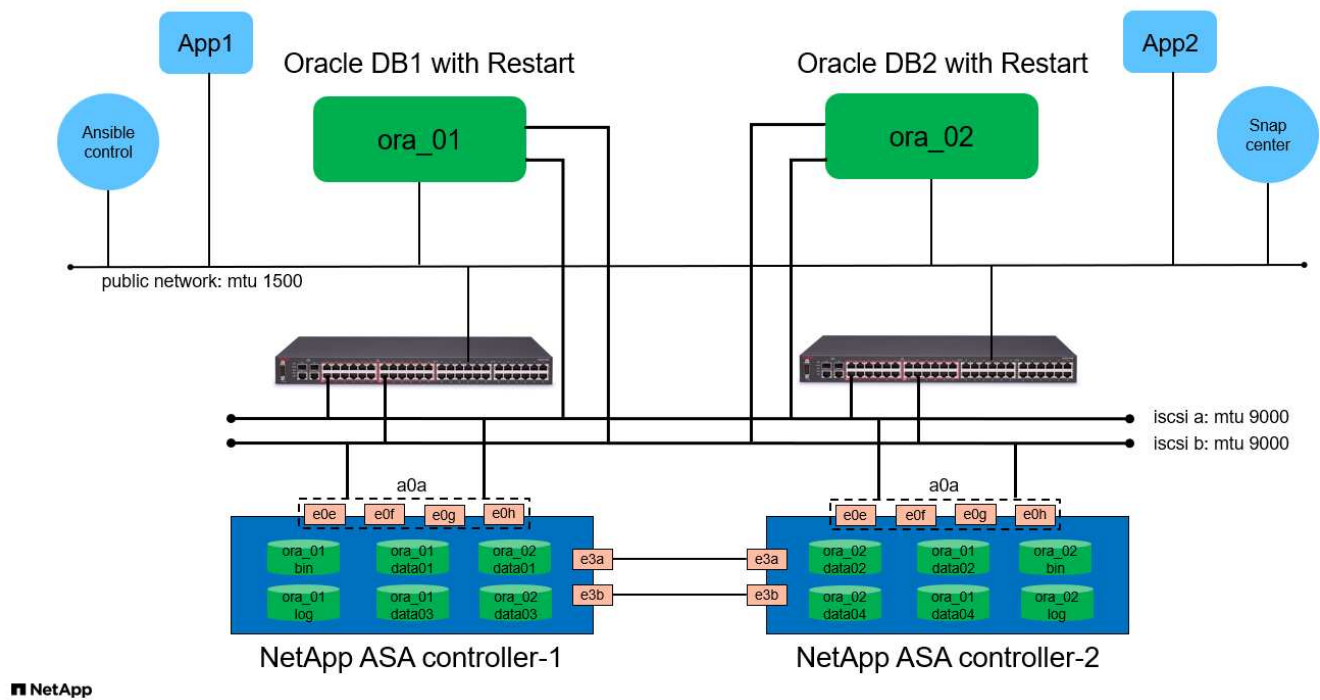 App1
App2
Oracle DB1 with Restart
Oracle DB2 with Restart
Ansible
control
ora_01
ora_02
Snap
center
public network: mtu 1500
iscsi a: mtu 9000
iscsi b: mtu 9000
a0a
a0a
e0e
e0f
e0g
e0h
e0e
e0f
e0g
e0h
ora_01
bin
ora_01
data01
ora_02
data01
e3a
e3a
ora_02
data02
ora_01
data02
ora_02
bin
ora_01
log
ora_01
data03
ora_02
data03
e3b
e3b
ora_02
data04
ora_01
data04
ora_02
log
NetApp ASA controller-1
NetApp ASA controller-2
NetApp